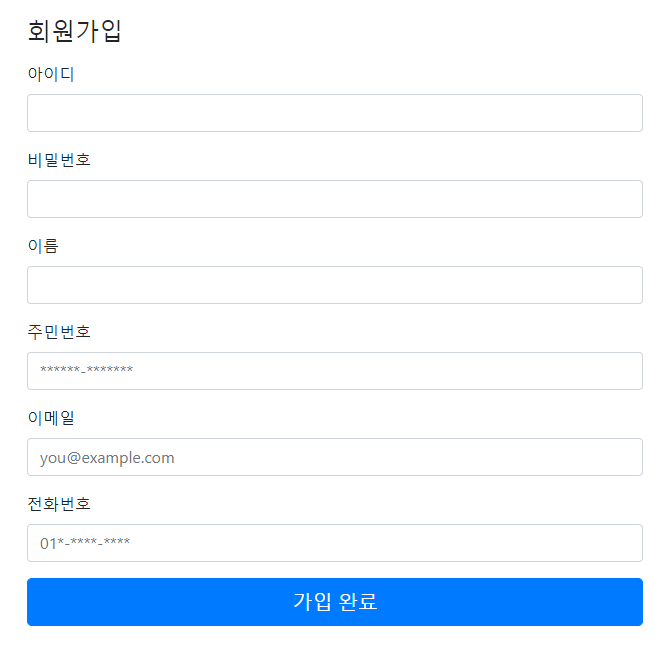 회원가입
아이디
비밀번호
이름
주민번호
******-*******
이메일
you@example.com
전화번호
01*-****-****
가입 완료